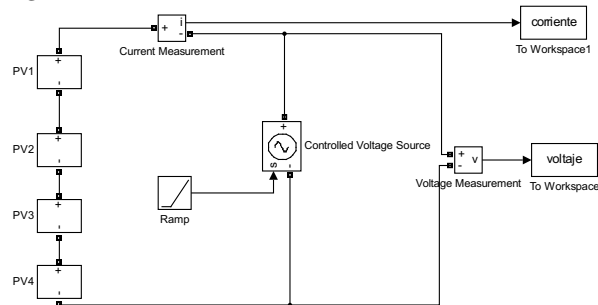 i
corriente
+
-
Current Measurement
To Workspace1
+
PV1
-
+
PV2
-
+
Controlled Voltage Source
s
-
+
v
-
voltaje
Voltage Measurement
To Workspace
+
PV3
-
Ramp
+
PV4
-